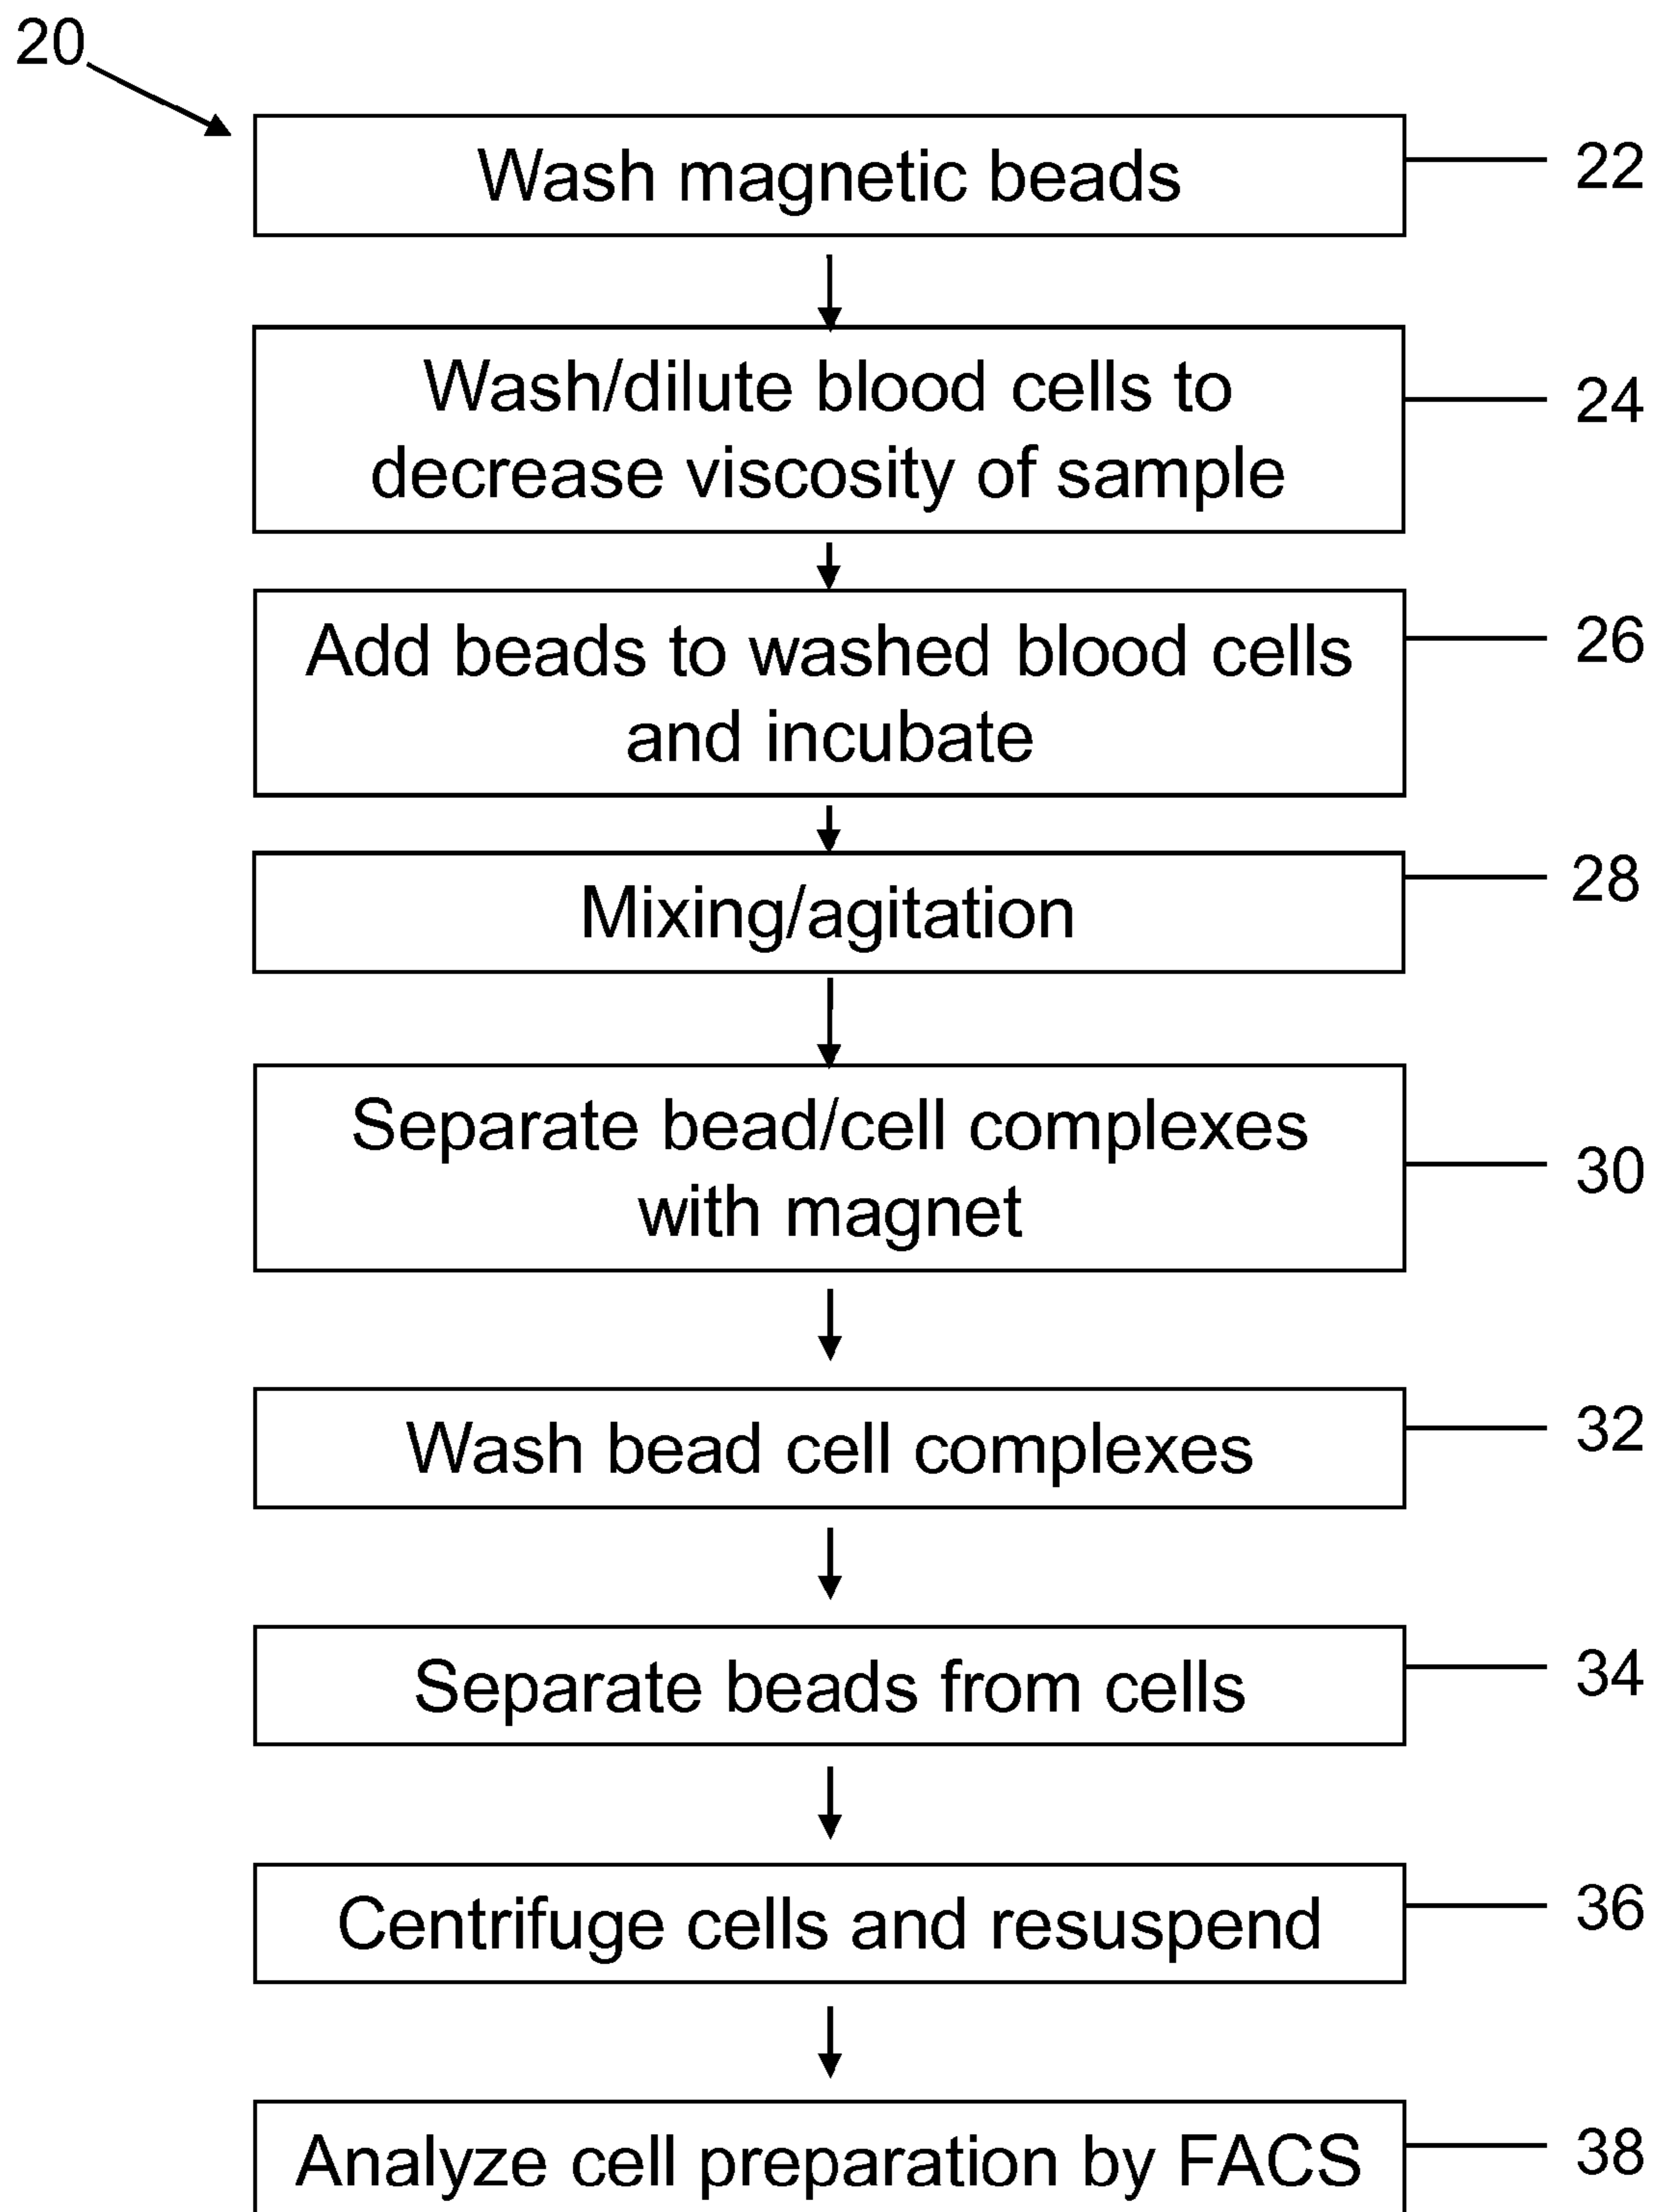 20
Wash magnetic beads
22
Wash/dilute blood cells to
decrease viscosity of sample
24
Add beads to washed blood cells
and incubate
26
Mixing/agitation
28
Separate bead/cell complexes
with magnet
30
Wash bead cell complexes
32
Separate beads from cells
34
Centrifuge cells and resuspend
36
Analyze cell preparation by FACS
38